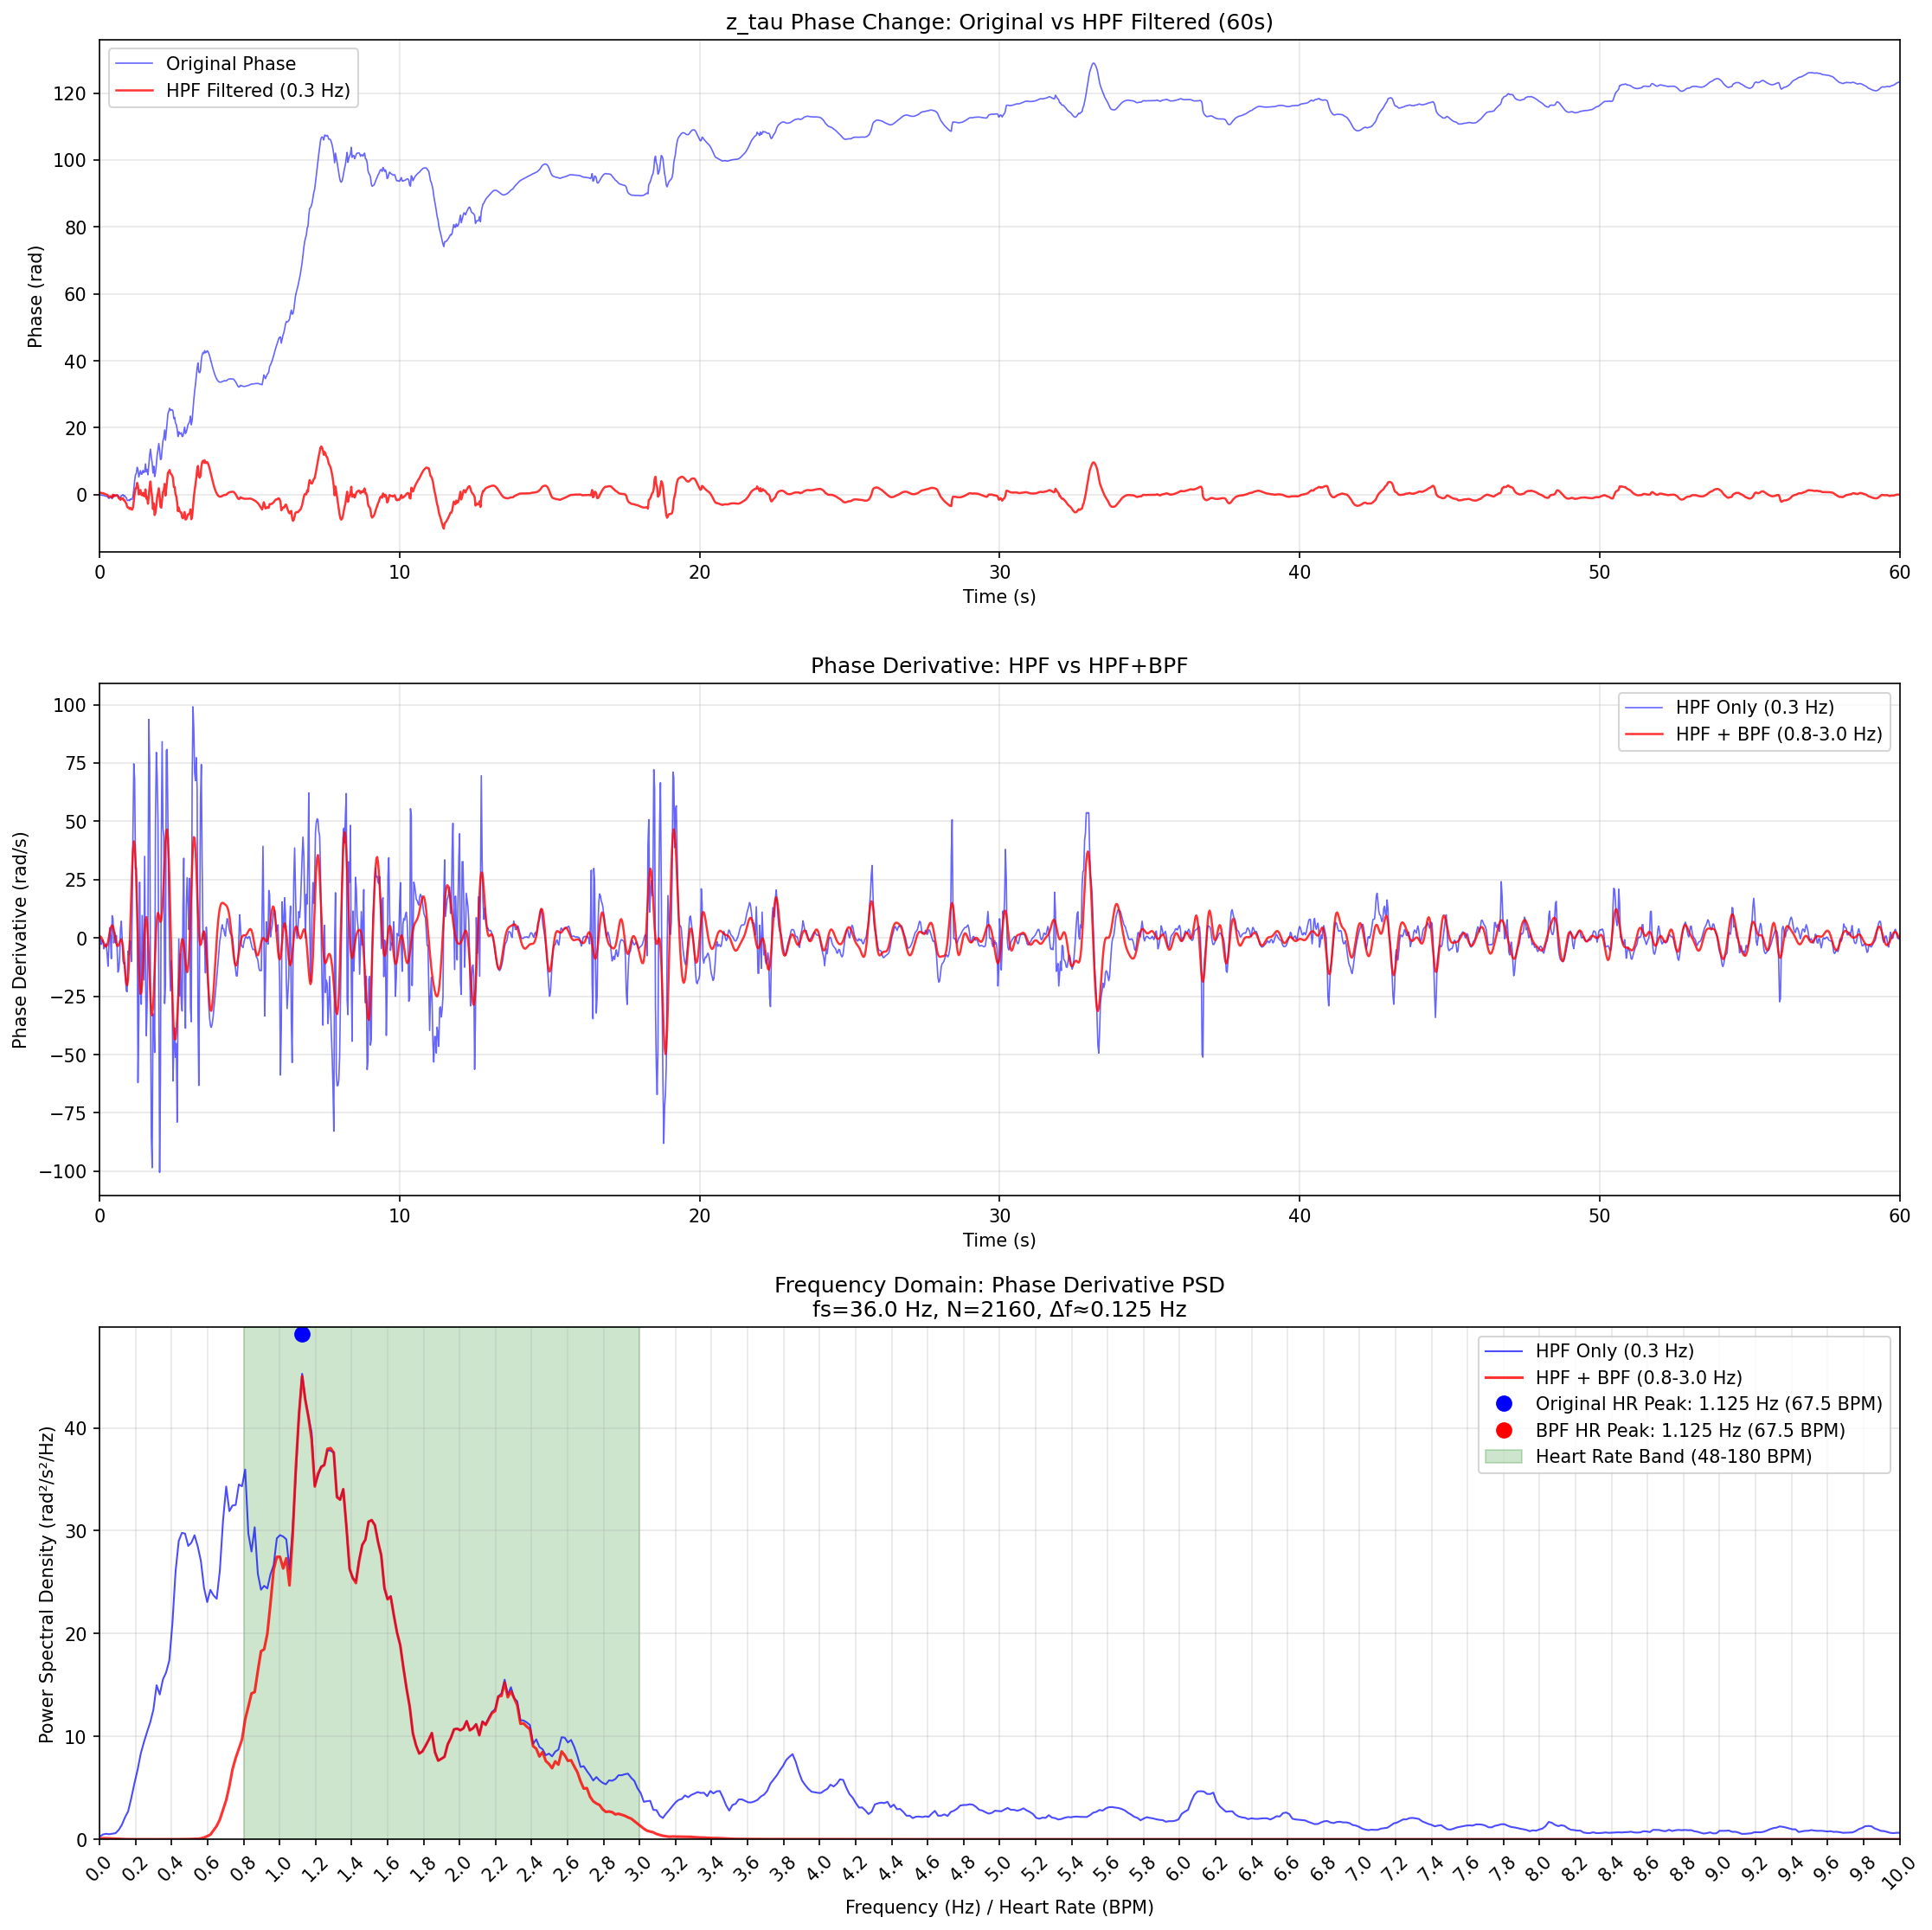 z_tau Phase Change: Original vs HPF Filtered (60s)
Original Phase
HPF Filtered (0.3 Hz)
Phase (rad)
120
100
80
60
40
20
0
0 10 20 30 40 50 60
Time (s)
Phase Derivative: HPF vs HPF+BPF
HPF Only (0.3 Hz)
HPF + BPF (0.8-3.0 Hz)
Phase Derivative (rad/s)
100
75
50
25
0
−25
−50
−75
−100
0 10 20 30 40 50 60
Time (s)
Frequency Domain: Phase Derivative PSD
fs=36.0 Hz, N=2160, Δf≈0.125 Hz
HPF Only (0.3 Hz)
HPF + BPF (0.8-3.0 Hz)
Original HR Peak: 1.125 Hz (67.5 BPM)
BPF HR Peak: 1.125 Hz (67.5 BPM)
Heart Rate Band (48-180 BPM)
Power Spectral Density (rad²/s²/Hz)
40
30
20
10
0
0.0 0.2 0.4 0.6 0.8 1.0 1.2 1.4 1.6 1.8 2.0 2.2 2.4 2.6 2.8 3.0 3.2 3.4 3.6 3.8 4.0 4.2 4.4 4.6 4.8 5.0 5.2 5.4 5.6 5.8 6.0 6.2 6.4 6.6 6.8 7.0 7.2 7.4 7.6 7.8 8.0 8.2 8.4 8.6 8.8 9.0 9.2 9.4 9.6 9.8 10.0
Frequency (Hz) / Heart Rate (BPM)